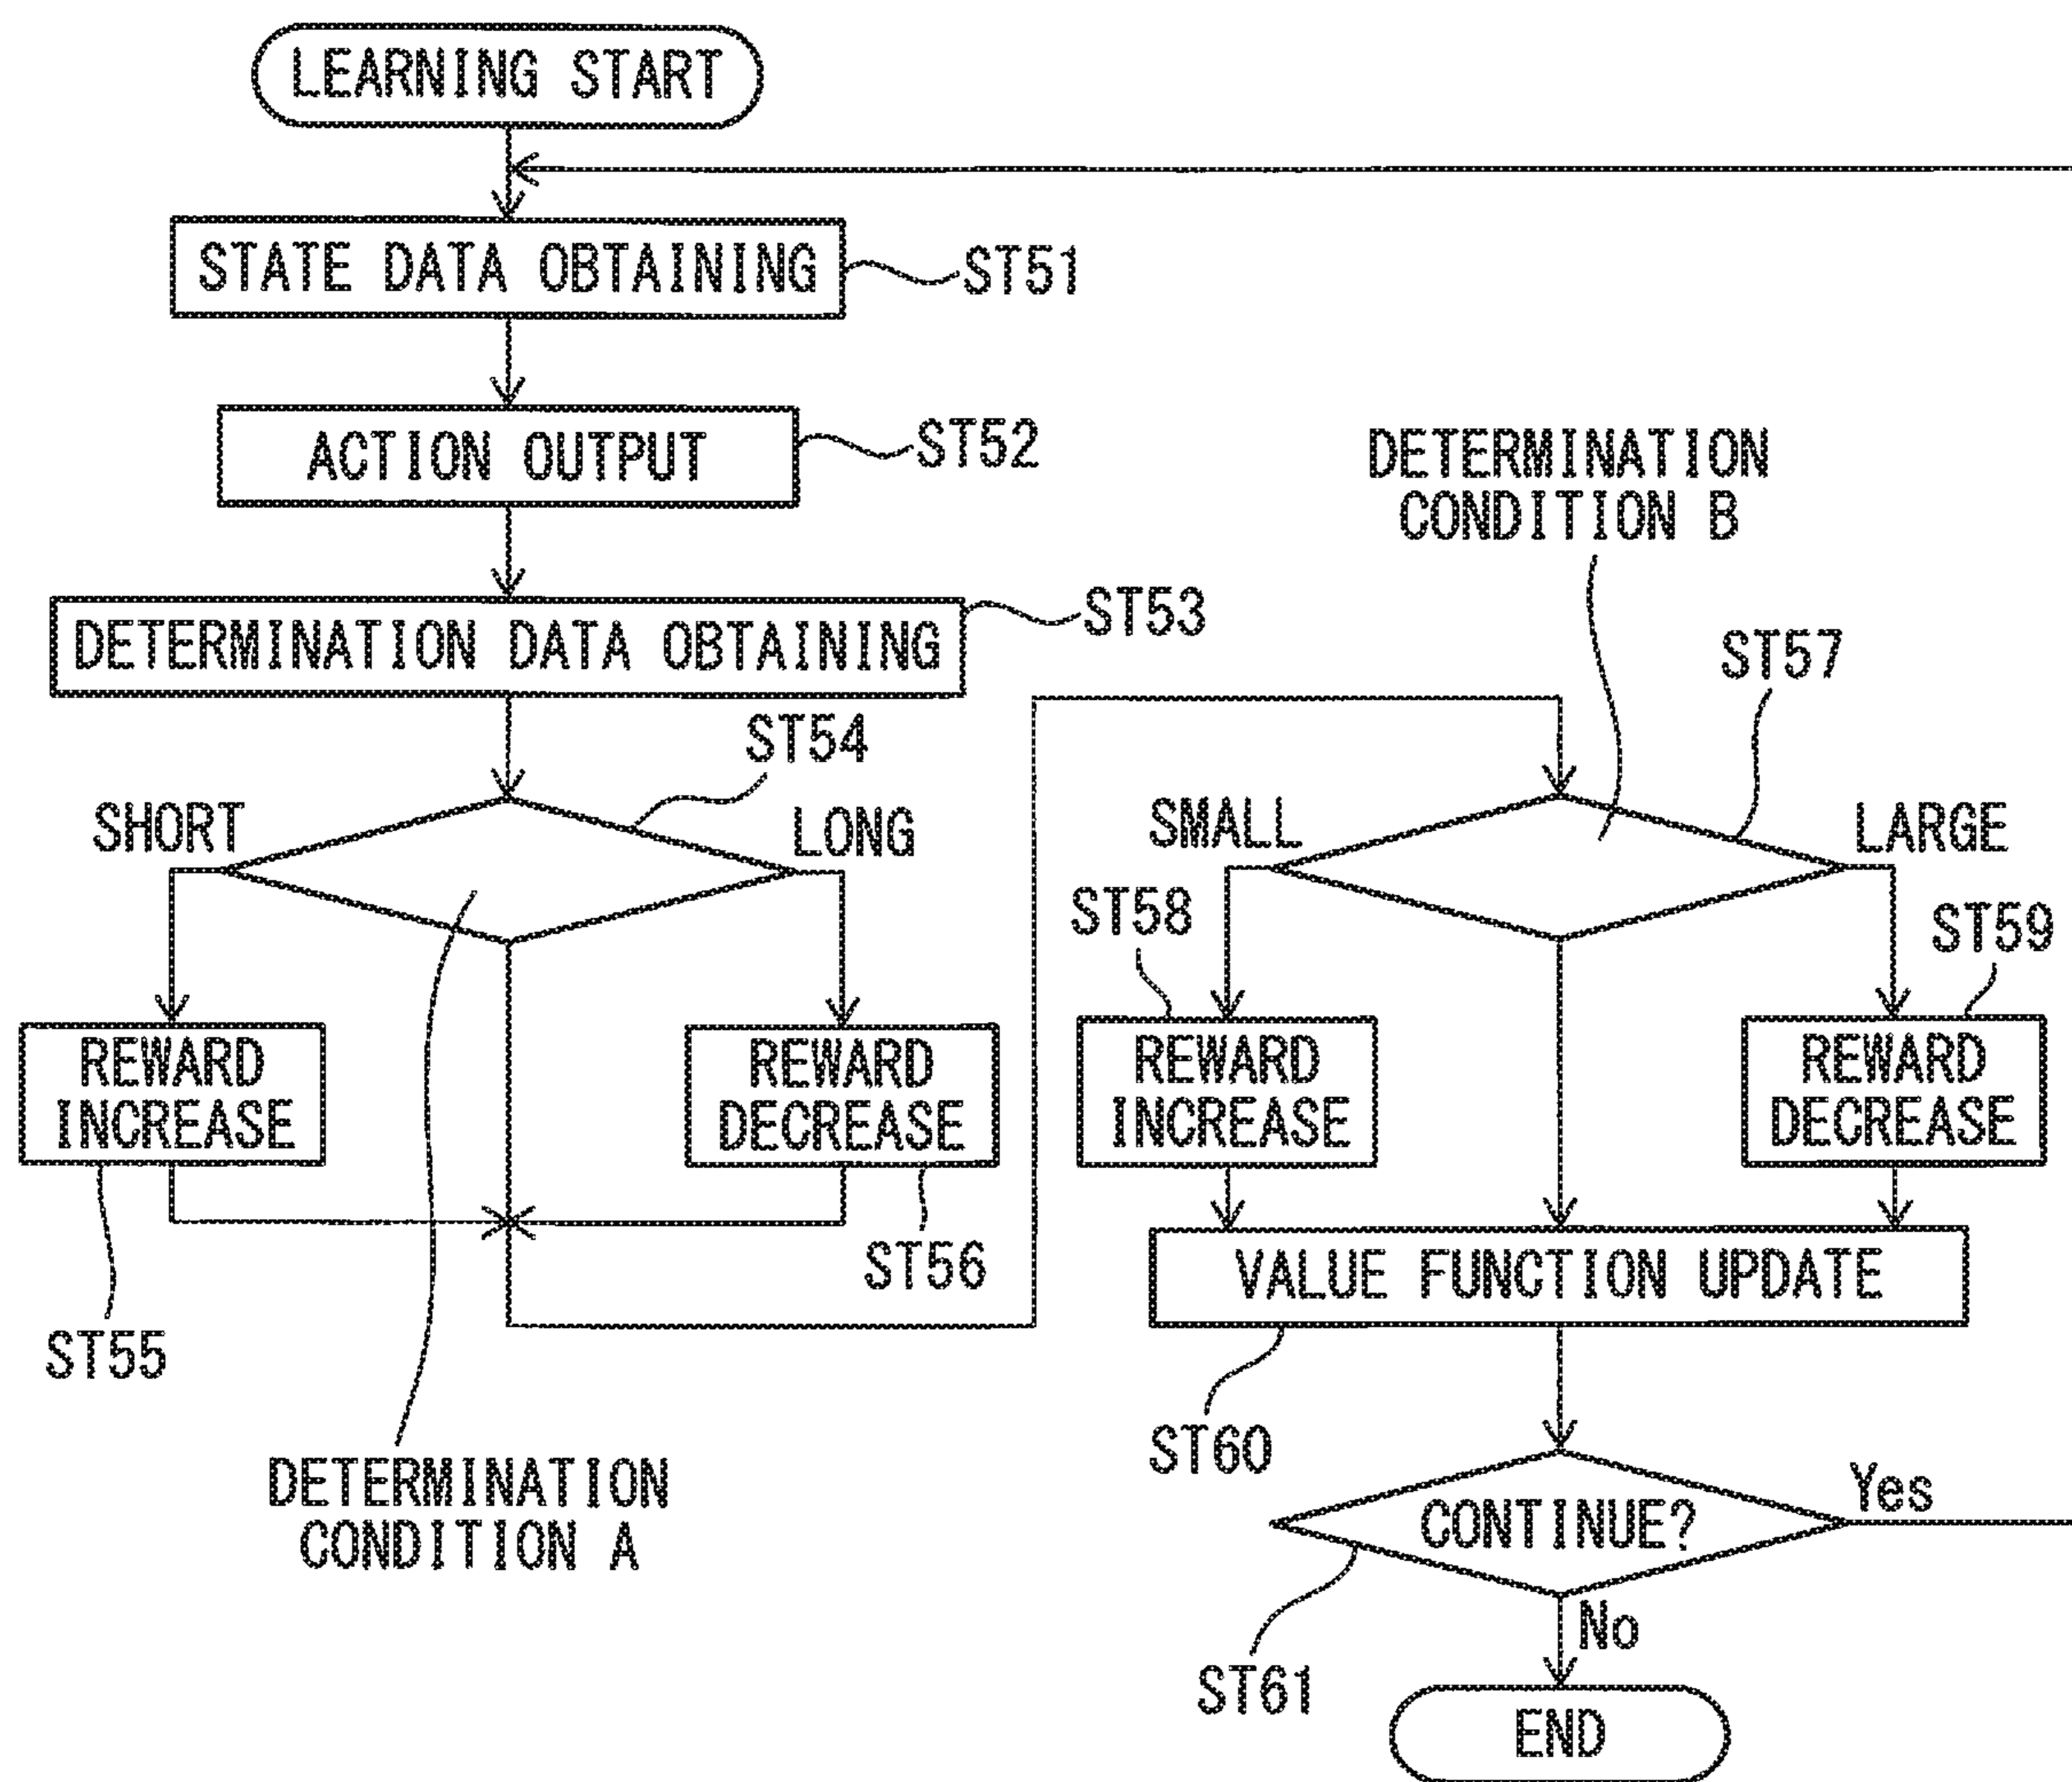 LEARNING START
STATE DATA OBTAINING
ST51
ACTION OUTPUT
ST52
DETERMINATION DATA OBTAINING
ST53
ST54
SHORT
LONG
REWARD
INCREASE
REWARD
DECREASE
ST55
ST56
DETERMINATION
CONDITION A
DETERMINATION
CONDITION B
ST57
SMALL
LARGE
ST58
ST59
REWARD
INCREASE
REWARD
DECREASE
VALUE FUNCTION UPDATE
ST60
CONTINUE?
Yes
ST61
No
END